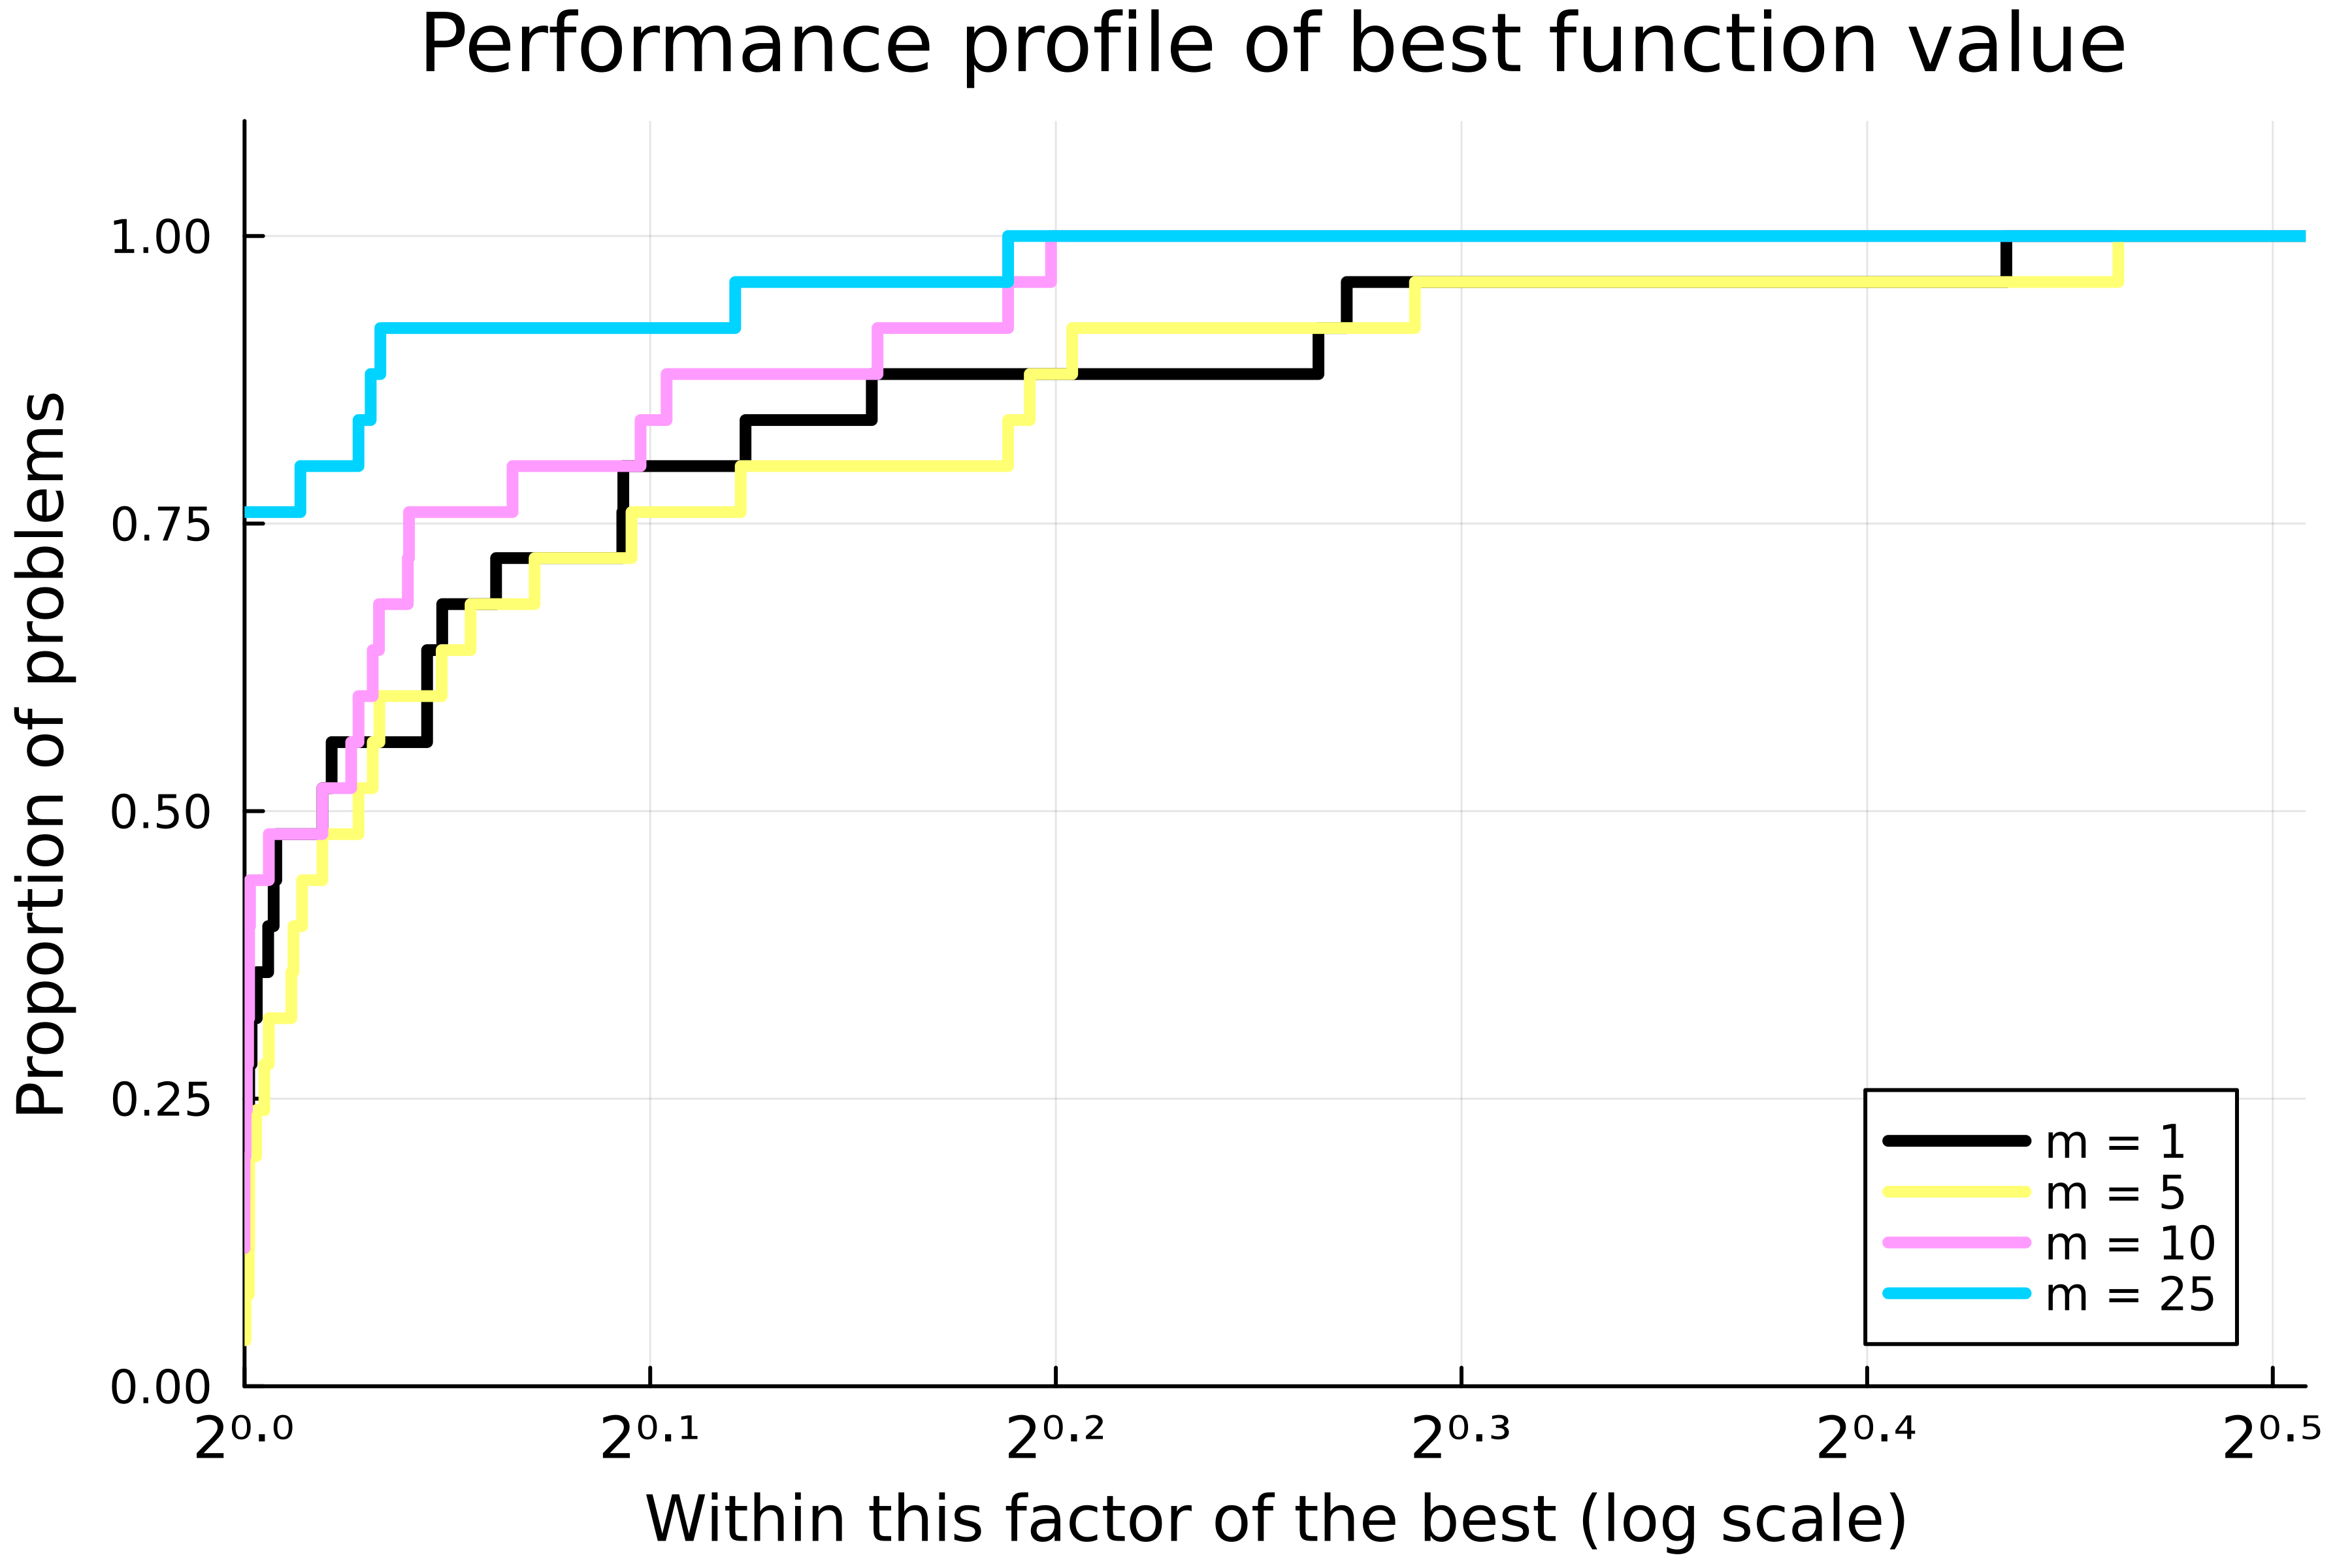 Performance profile of best function value
Proportion of problems
1.00
0.75
0.50
0.25
0.00
m = 1
m = 5
m = 10
m = 25
2⁰·⁰ 2⁰·¹ 2⁰·² 2⁰·³ 2⁰·⁴ 2⁰·⁵
Within this factor of the best (log scale)